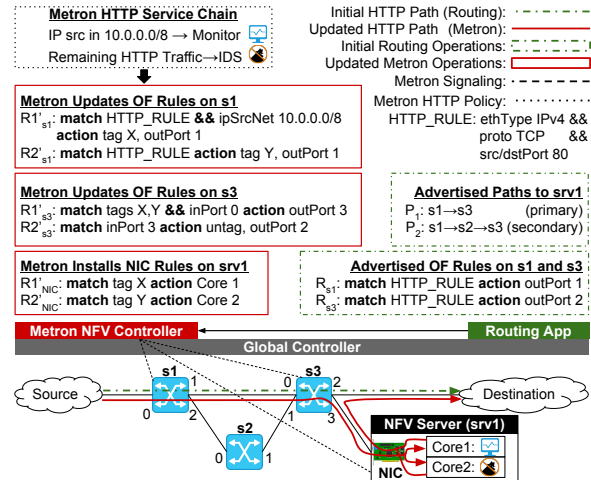 Metron HTTP Service Chain
IP src in 10.0.0.0/8 → Monitor
Remaining HTTP Traffic→IDS
Initial HTTP Path (Routing):
Updated HTTP Path (Metron):
Initial Routing Operations:
Updated Metron Operations:
Metron Signaling:
Metron HTTP Policy:
HTTP_RULE: ethType IPv4 &&
proto TCP &&
src/dstPort 80
Metron Updates OF Rules on s1
R1's1: match HTTP_RULE && ipSrcNet 10.0.0.0/8
action tag X, outPort 1
R2's1: match HTTP_RULE action tag Y, outPort 1
Metron Updates OF Rules on s3
R1's3: match tags X,Y && inPort 0 action outPort 3
R2's3: match inPort 3 action untag, outPort 2
Advertised Paths to srv1
P1: s1→s3 (primary)
P2: s1→s2→s3 (secondary)
Metron Installs NIC Rules on srv1
R1'NIC: match tag X action Core 1
R2'NIC: match tag Y action Core 2
Advertised OF Rules on s1 and s3
Rs1: match HTTP_RULE action outPort 1
Rs3: match HTTP_RULE action outPort 2
Metron NFV Controller
Routing App
Global Controller
Source
s1
0
1
2
s2
0
1
s3
0
1
2
3
Destination
NFV Server (srv1)
NIC
Core1:
Core2: